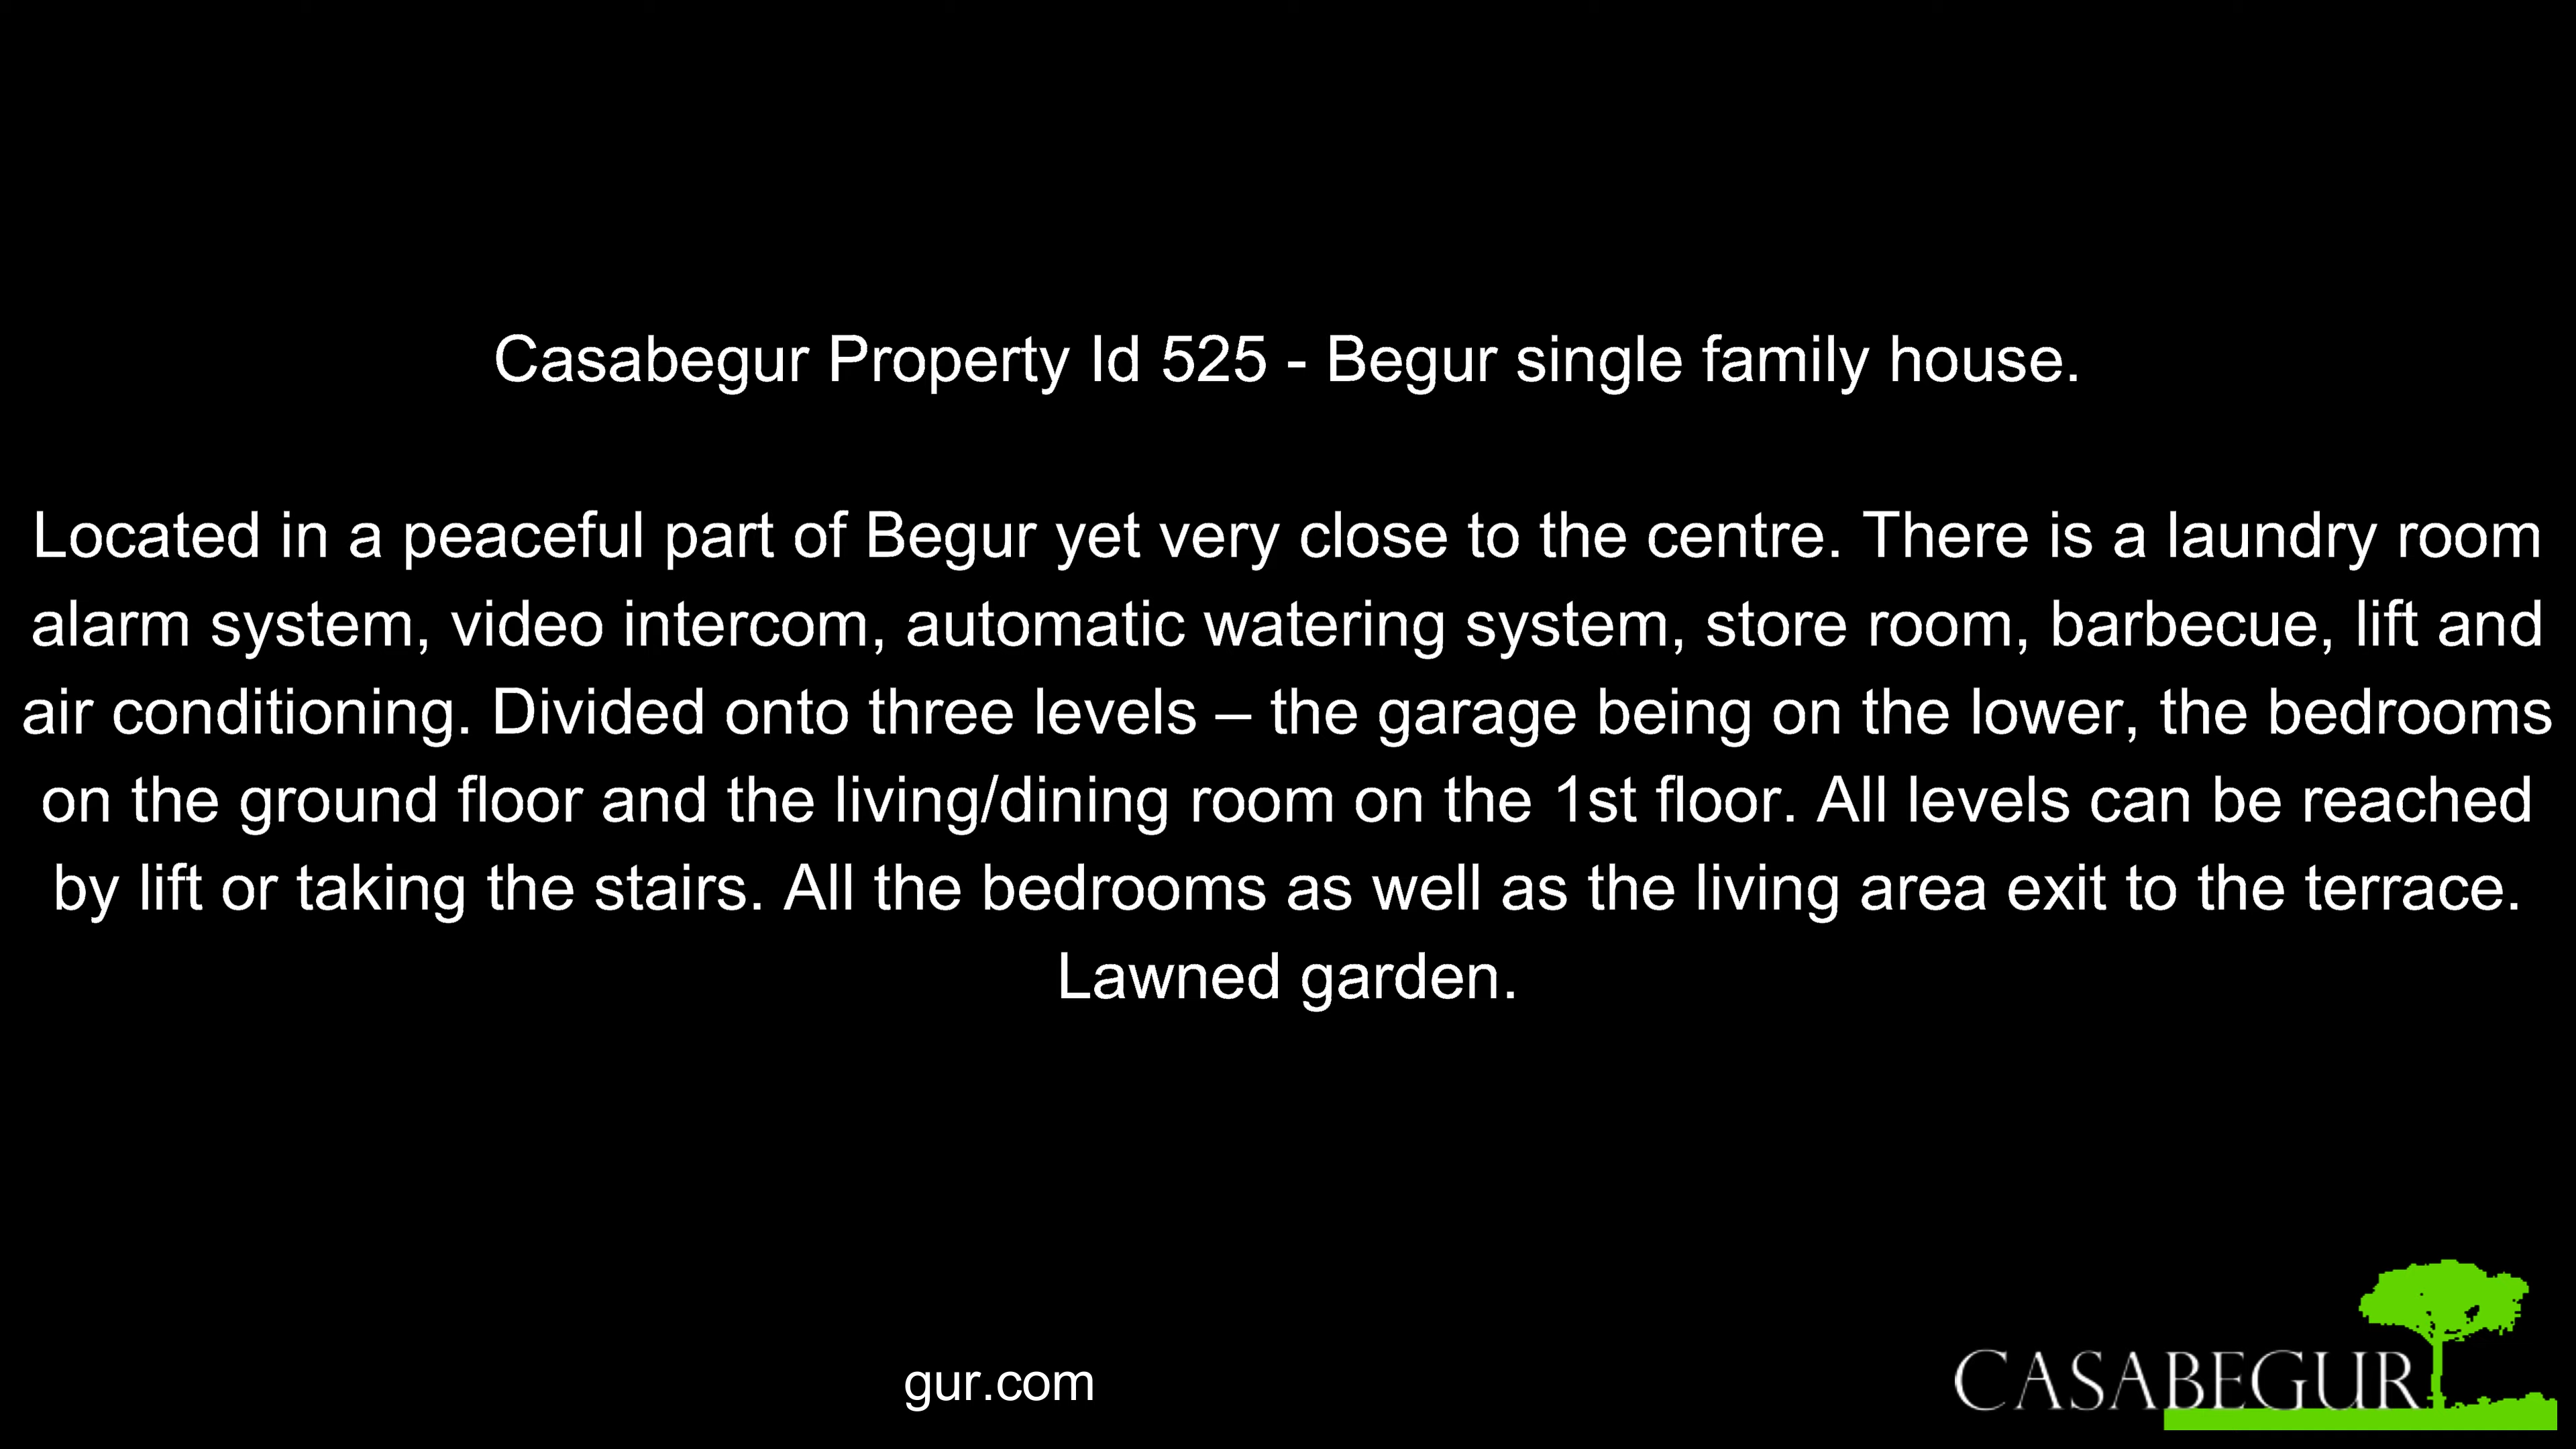 Casabegur Property Id 525 - Begur single family house.
Located in a peaceful part of Begur yet very close to the centre. There is a laundry room
alarm system, video intercom, automatic watering system, store room, barbecue, lift and
air conditioning. Divided onto three levels – the garage being on the lower, the bedrooms
on the ground floor and the living/dining room on the 1st floor. All levels can be reached
by lift or taking the stairs. All the bedrooms as well as the living area exit to the terrace.
Lawned garden.
gur.com
CASABEGUR